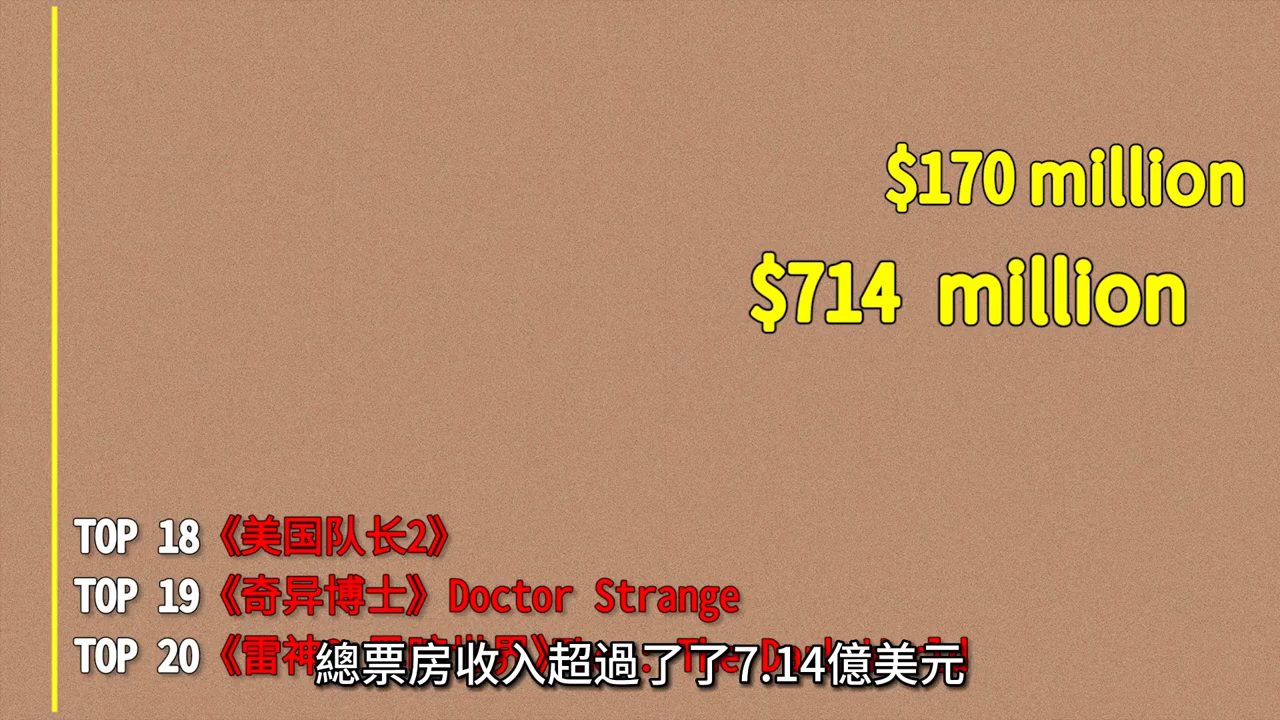 $170 million
$714 million
TOP 18《美国队长2》
TOP 19《奇异博士》Doctor Strange
TOP 20《雷神
總票房收入超過了了7.14億美元